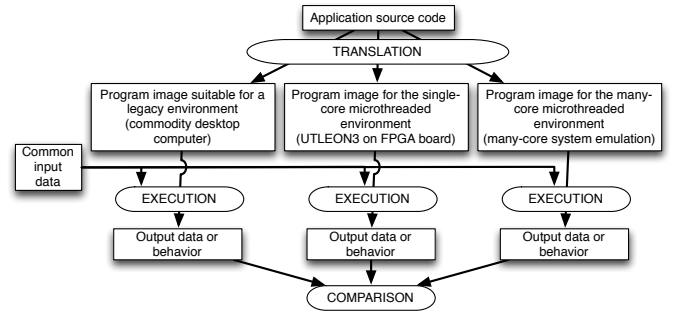 Application source code
TRANSLATION
Program image suitable for a
legacy environment
(commodity desktop
computer)
Program image for the single-
core microthreaded
environment
(UTLEON3 on FPGA board)
Program image for the many-
core microthreaded
environment
(many-core system emulation)
Common
input
data
EXECUTION
EXECUTION
EXECUTION
Output data or
behavior
Output data or
behavior
Output data or
behavior
COMPARISON